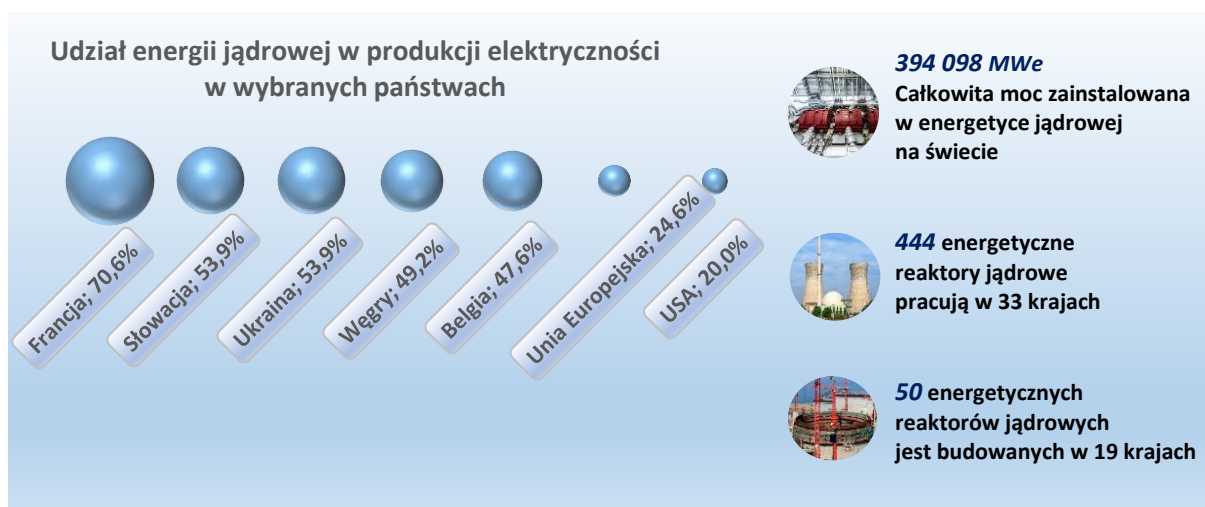 Udział energii jądrowej w produkcji elektryczności
w wybranych państwach
Francja; 70,6%
Słowacja; 53,9%
Ukraina; 53,9%
Węgry; 49,2%
Belgia; 47,6%
Unia Europejska; 24,6%
USA; 20,0%
394 098 MWe
Całkowita moc zainstalowana
w energetyce jądrowej
na świecie
444 energetyczne
reaktory jądrowe
pracują w 33 krajach
50 energetycznych
reaktorów jądrowych
jest budowanych w 19 krajach